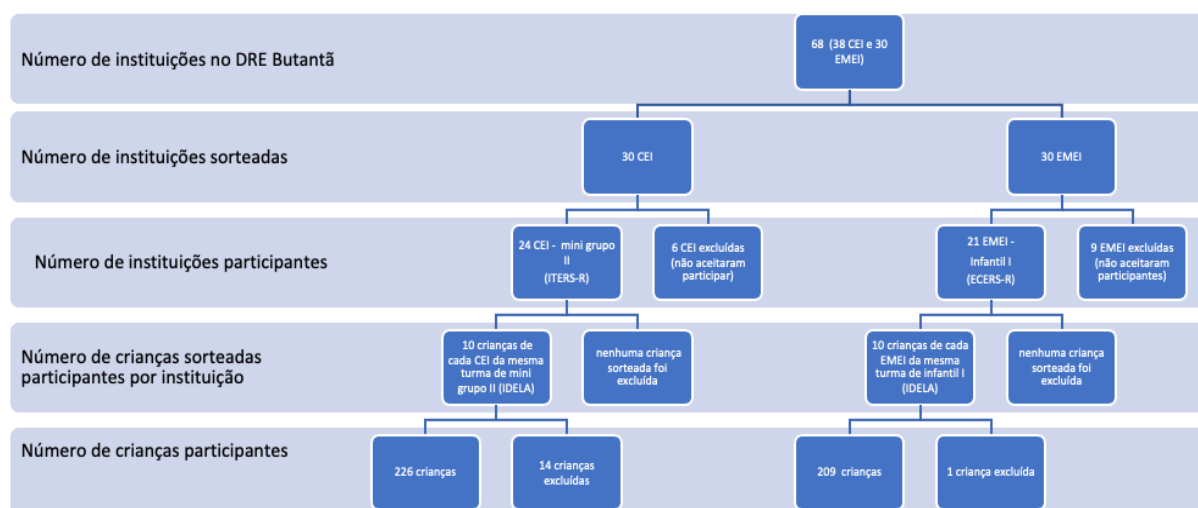 Número de instituições no DRE Butantã
68 (38 CEI e 30
EMEI)
Número de instituições sorteadas
30 CEI
30 EMEI
Número de instituições participantes
24 CEI - mini grupo
II
(ITERS-R)
6 CEI excluídas
(não aceitaram
participar)
21 EMEI -
Infantil I
(ECERS-R)
9 EMEI excluídas
(não aceitaram
participantes)
Número de crianças sorteadas
participantes por instituição
10 crianças de
cada CEI da mesma
turma de mini
grupo II (IDELA)
nenhuma criança
sorteada foi
excluída
10 crianças de cada
EMEI da mesma
turma de infantil I
(IDELA)
nenhuma criança
sorteada foi
excluída
Número de crianças participantes
226 crianças
14 crianças
excluídas
209 crianças
1 criança excluída